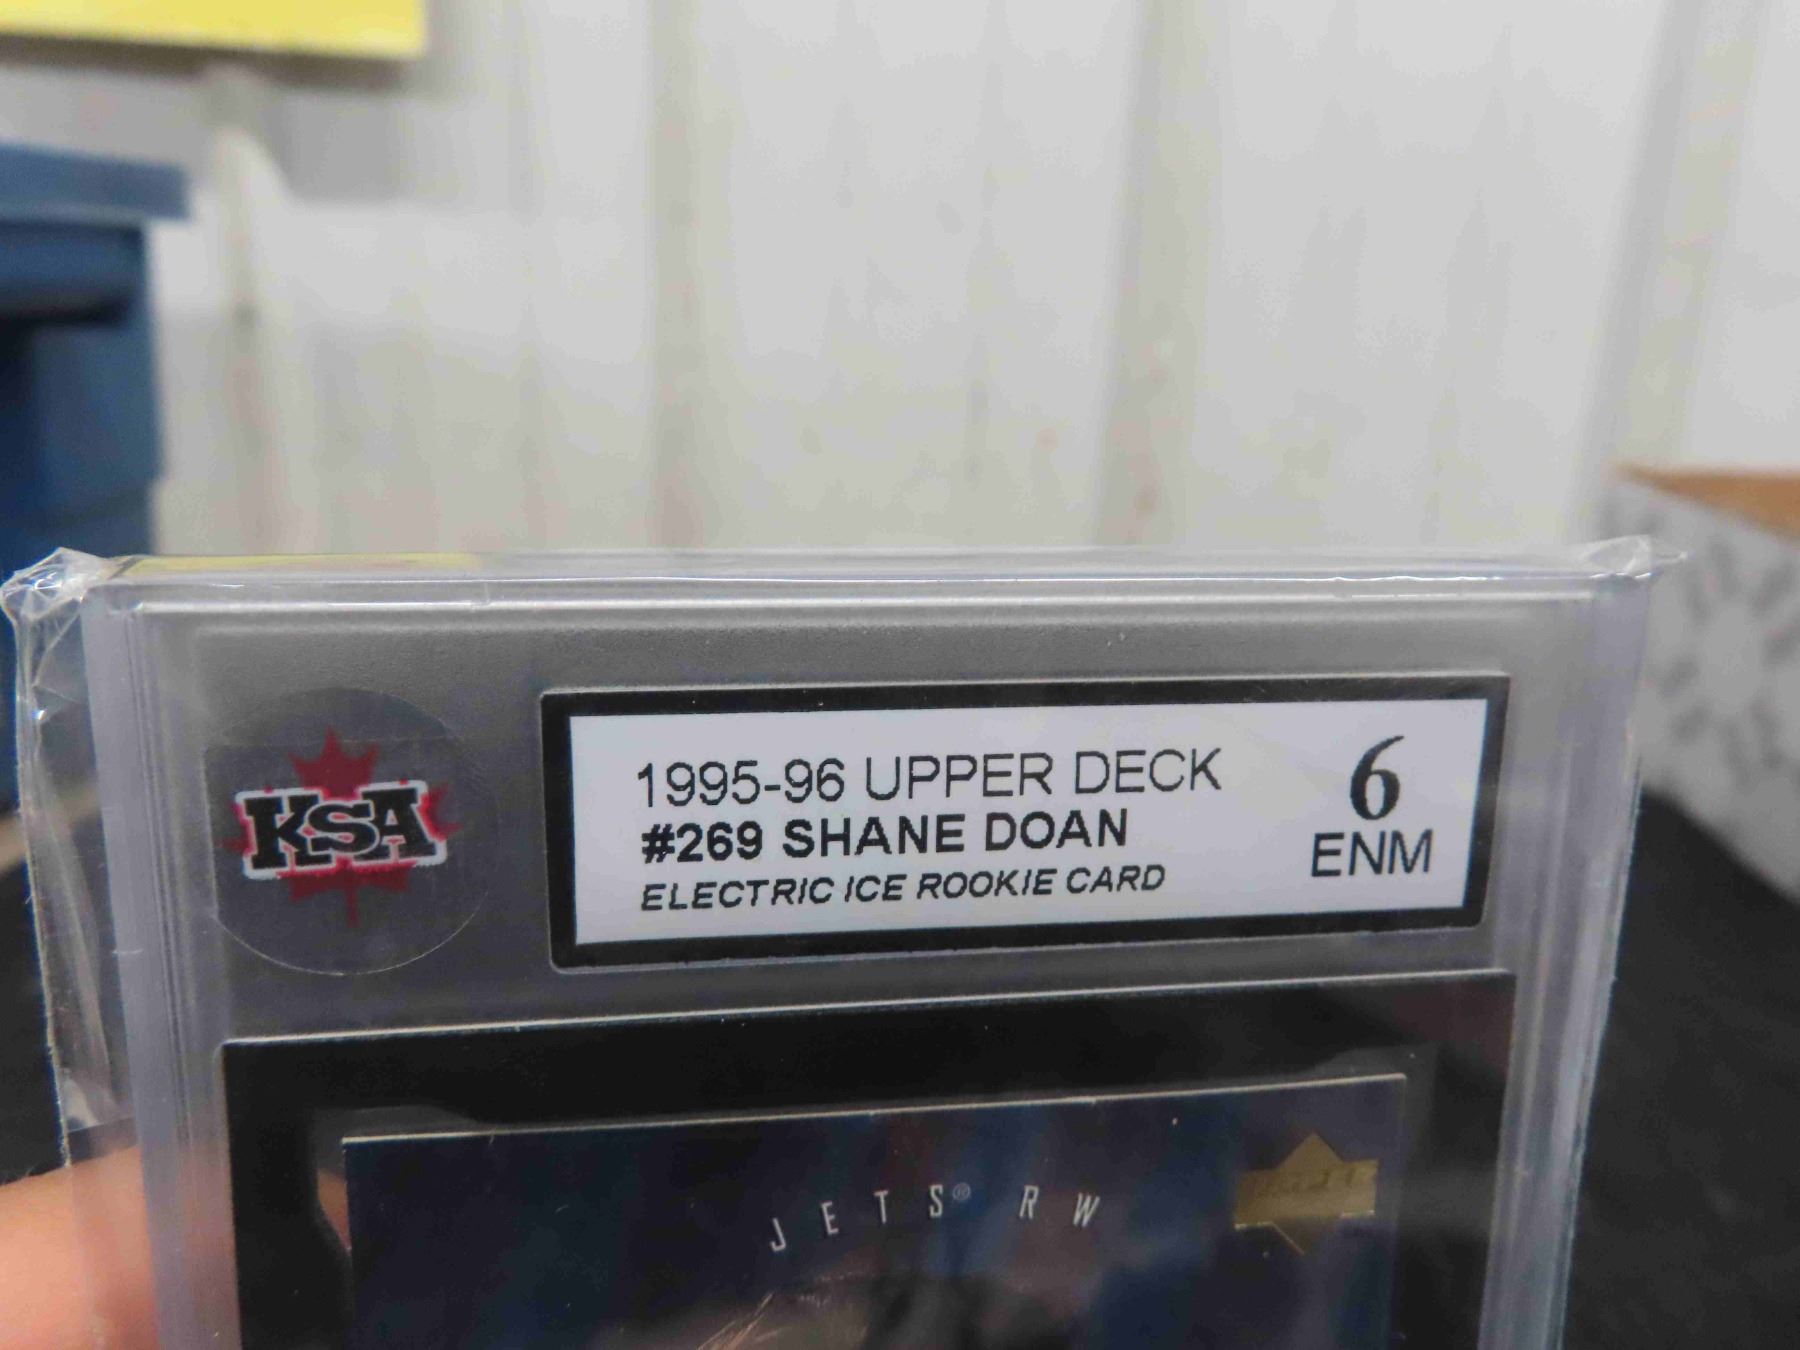 KSA
1995-96 UPPER DECK
#269 SHANE DOAN
ELECTRIC ICE ROOKIE CARD
6
ENM
JETS® RW